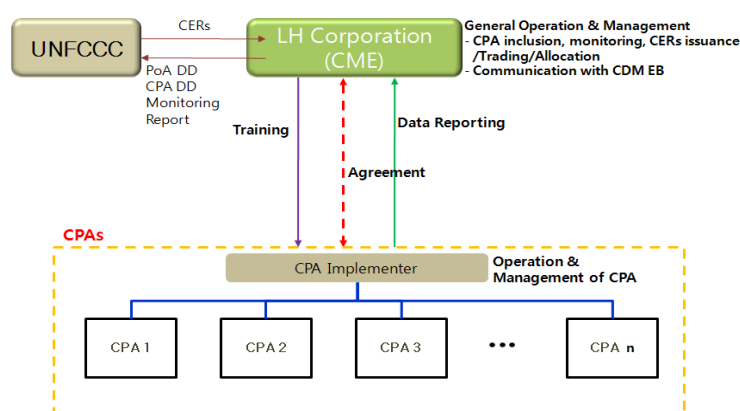 CERs
UNFCCC
LH Corporation
(CME)
General Operation & Management
- CPA inclusion, monitoring, CERs issuance
/Trading/Allocation
- Communication with CDM EB
PoA DD
CPA DD
Monitoring
Report
Training
Data Reporting
Agreement
CPAs
CPA Implementer
Operation &
Management of CPA
CPA 1
CPA 2
CPA 3
•••
CPA n